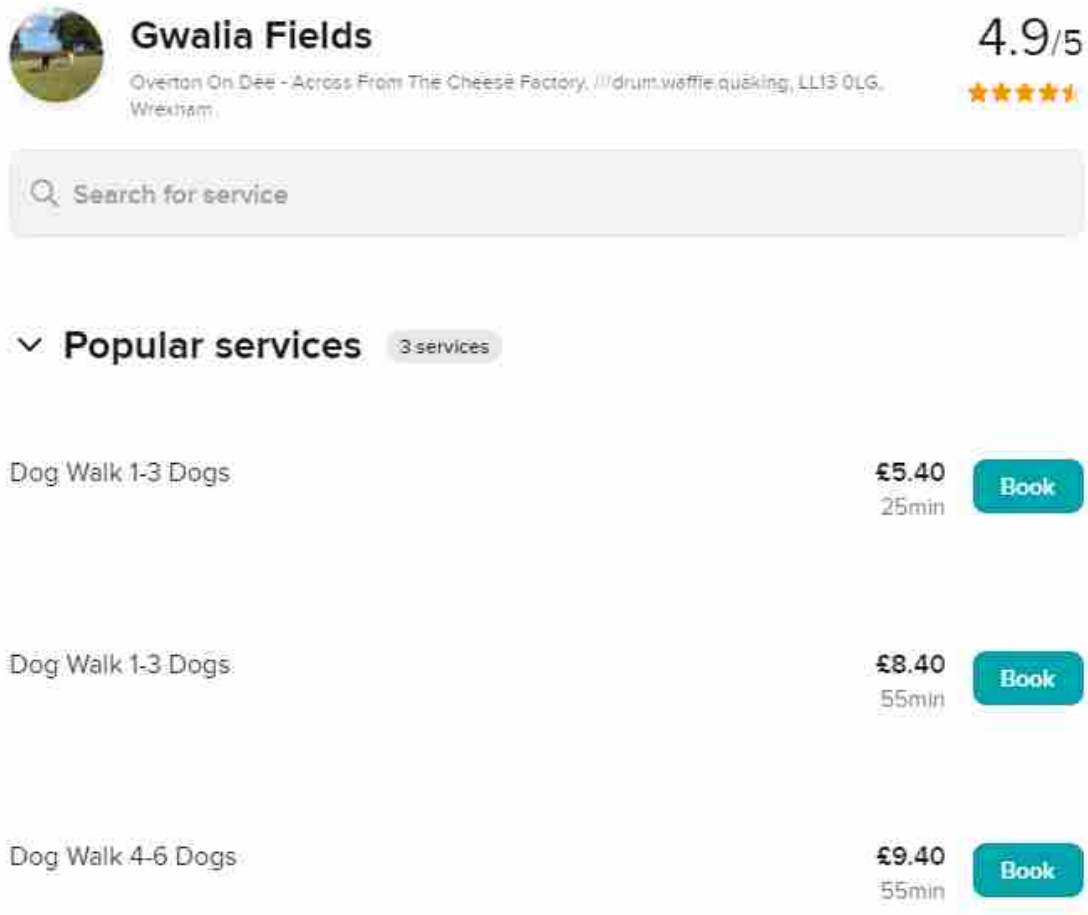 Gwalia Fields
4.9/5
Overton On Dee - Across From The Cheese Factory, ///drum.waffle.quaking, LL13 0LG,
Wrexham
Search for service
Popular services 3 services
Dog Walk 1-3 Dogs £5.40 Book
25min
Dog Walk 1-3 Dogs £8.40 Book
55min
Dog Walk 4-6 Dogs £9.40 Book
55min